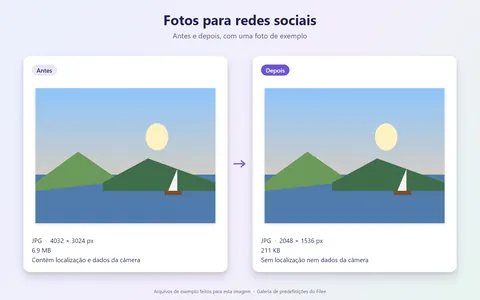 Fotos para redes sociais
Antes e depois, com uma foto de exemplo
Antes
JPG · 4032 × 3024 px
6.9 MB
Contém localização e dados da câmera
→
Depois
JPG · 2048 × 1536 px
211 KB
Sem localização nem dados da câmera
Arquivos de exemplo feitos para esta imagem · Galeria de predefinições do Filee